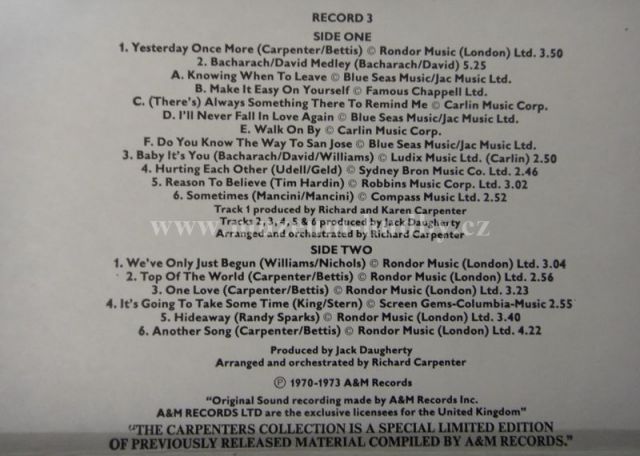 RECORD 3
SIDE ONE
1. Yesterday Once More (Carpenter/Bettis) © Rondor Music (London) Ltd. 3.50
2. Bacharach/David Medley (Bacharach/David) 5.25
A. Knowing When To Leave © Blue Seas Music/Jac Music Ltd.
B. Make It Easy On Yourself © Famous Chappell Ltd.
C. (There's) Always Something There To Remind Me © Carlin Music Corp.
D. I'll Never Fall In Love Again © Blue Seas Music/Jac Music Ltd.
E. Walk On By © Carlin Music Corp.
F. Do You Know The Way To San Jose © Blue Seas Music/Jac Music Ltd.
3. Baby It's You (Bacharach/David/Williams) © Ludix Music Ltd. (Carlin) 2.50
4. Hurting Each Other (Udell/Geld) © Sydney Bron Music Co. Ltd. 2.46
5. Reason To Believe (Tim Hardin) © Robbins Music Corp. Ltd. 3.02
6. Sometimes (Mancini/Mancini) © Compass Music Ltd. 2.52
Track 1 produced by Richard and Karen Carpenter
Tracks 2, 3, 4, 5 & 6 produced by Jack Daugherty
Arranged and orchestrated by Richard Carpenter
SIDE TWO
1. We've Only Just Begun (Williams/Nichols) © Rondor Music (London) Ltd. 3.04
2. Top Of The World (Carpenter/Bettis) © Rondor Music (London) Ltd. 2.56
3. One Love (Carpenter/Bettis) © Rondor Music (London) Ltd. 3.23
4. It's Going To Take Some Time (King/Stern) © Screen Gems-Columbia-Music 2.55
5. Hideaway (Randy Sparks) © Rondor Music (London) Ltd. 3.40
6. Another Song (Carpenter/Bettis) © Rondor Music (London) Ltd. 4.22
Produced by Jack Daugherty
Arranged and orchestrated by Richard Carpenter
℗ 1970-1973 A&M Records
"Original Sound recording made by A&M Records Inc.
A&M RECORDS LTD are the exclusive licensees for the United Kingdom"
"THE CARPENTERS COLLECTION IS A SPECIAL LIMITED EDITION
OF PREVIOUSLY RELEASED MATERIAL COMPILED BY A&M RECORDS."